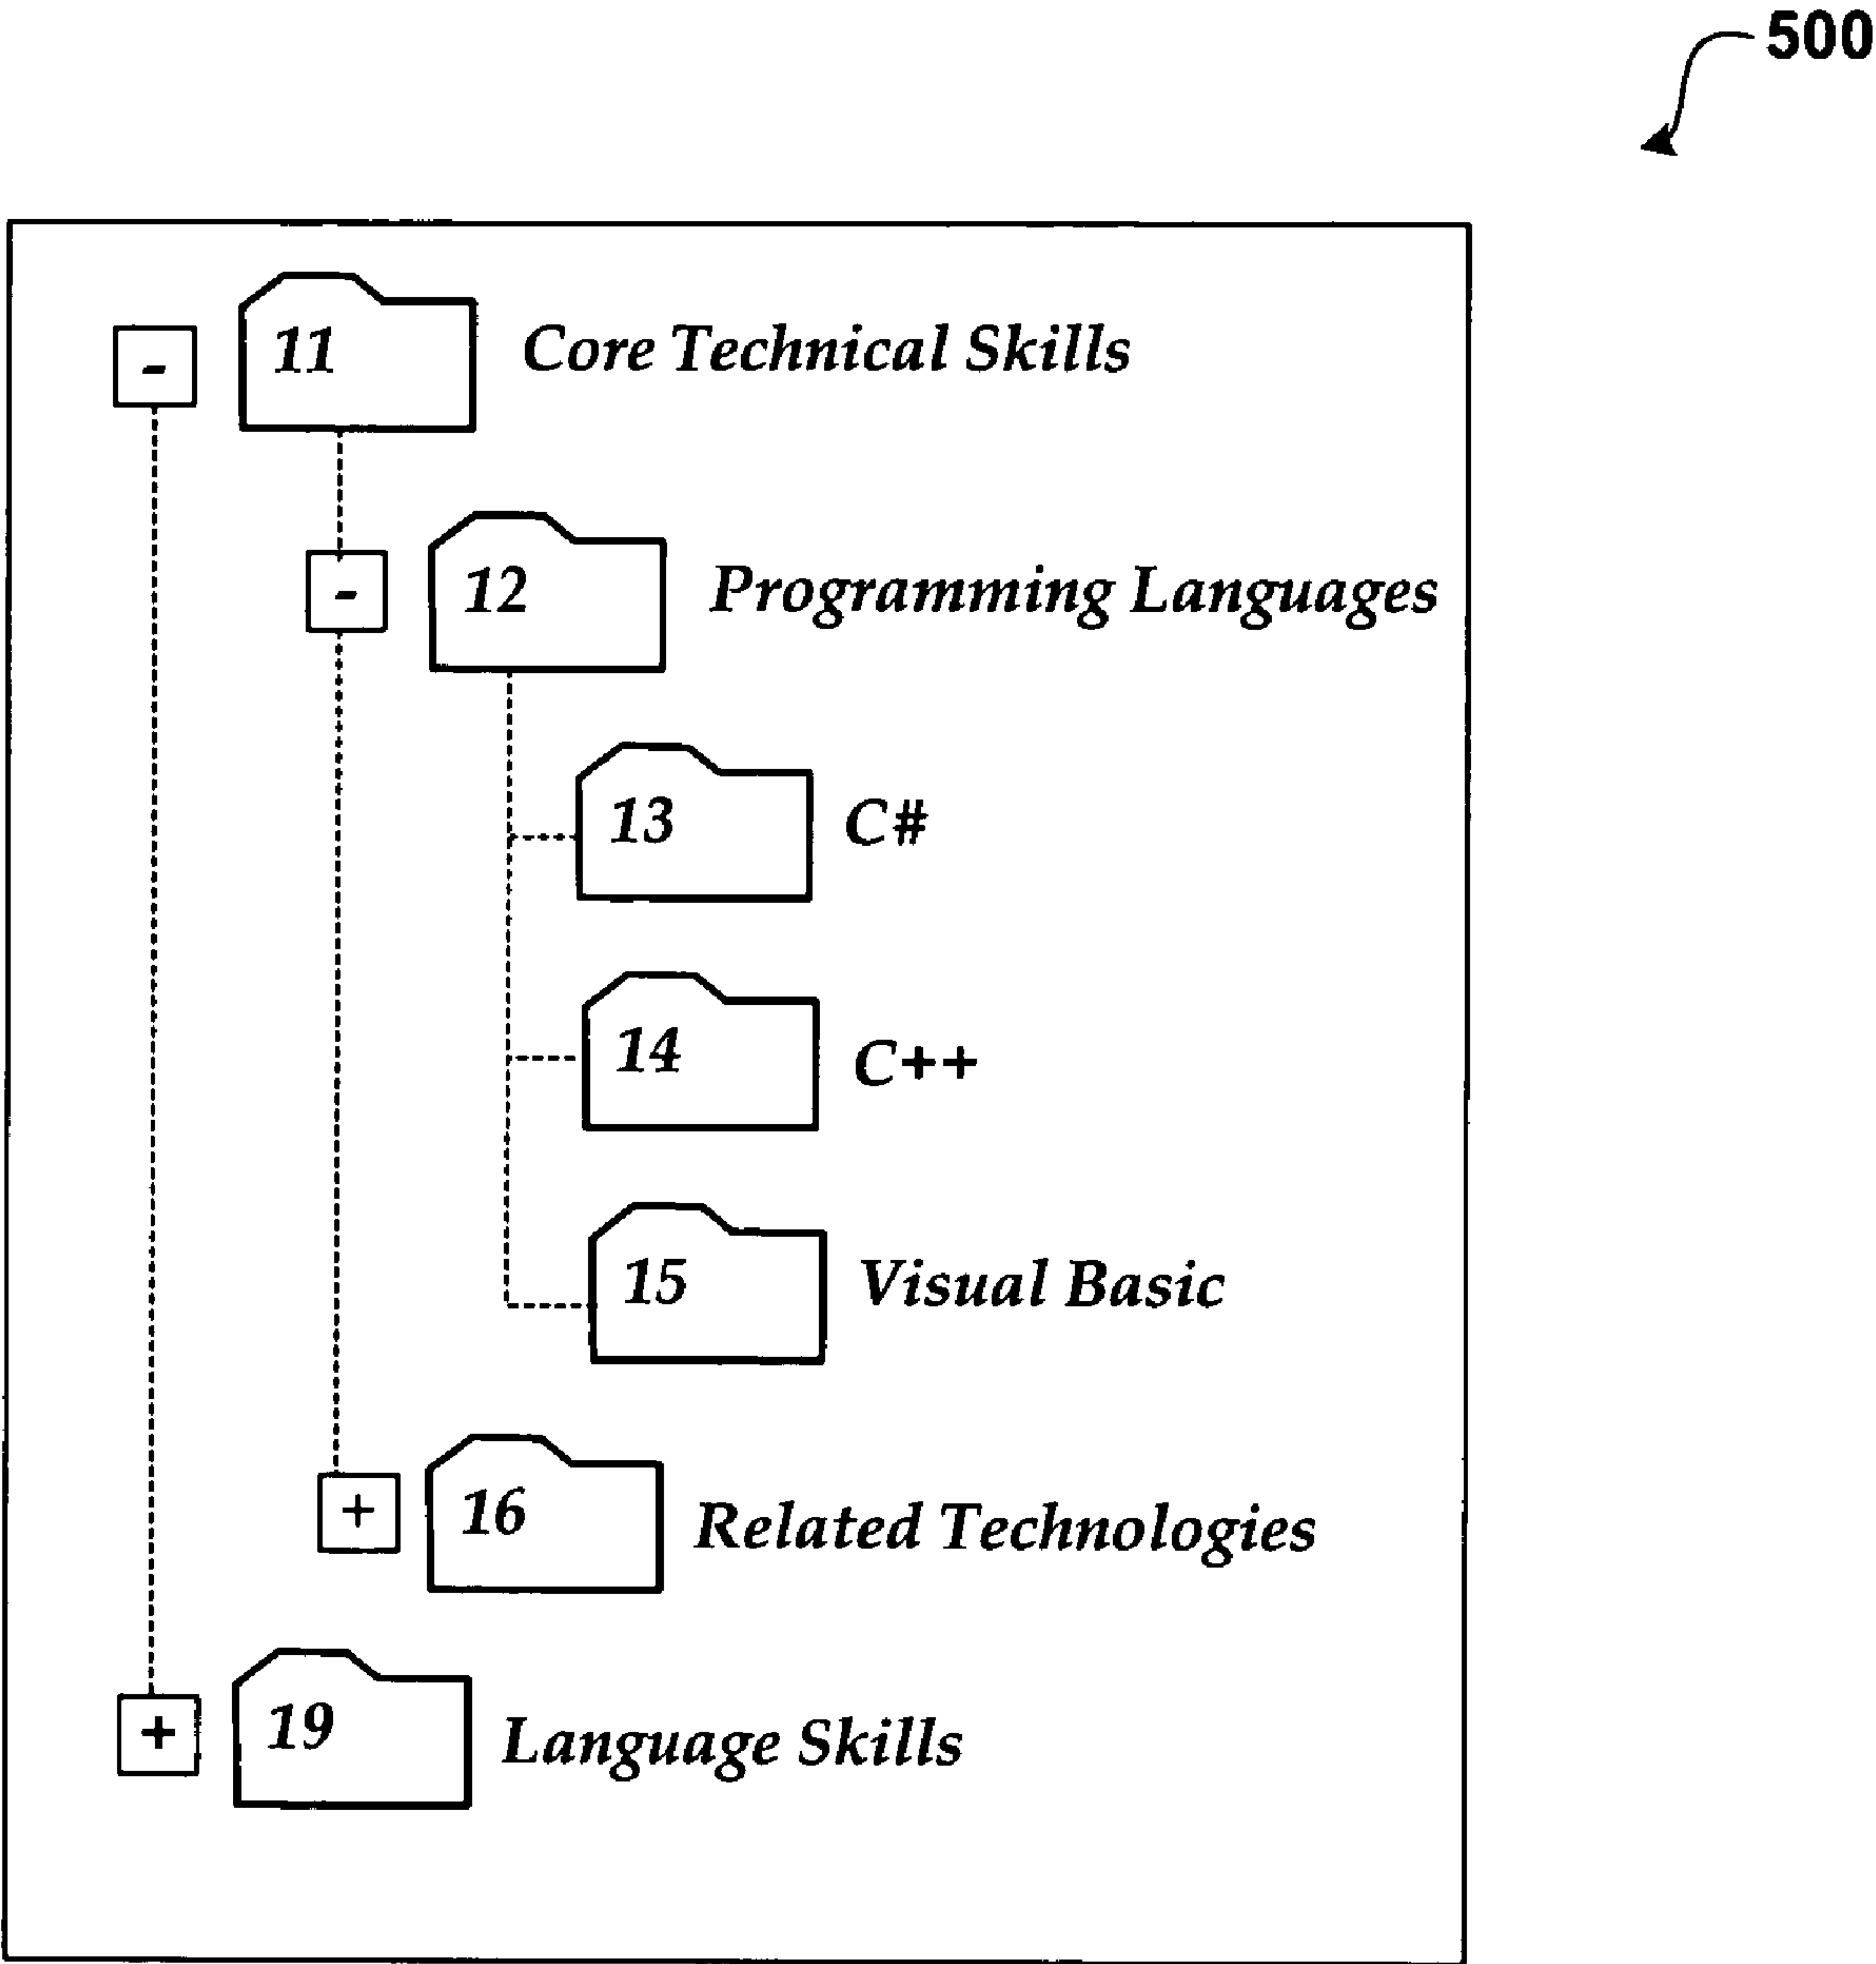 500
- 11 Core Technical Skills
- 12 Programming Languages
13 C#
14 C++
15 Visual Basic
+ 16 Related Technologies
+ 19 Language Skills